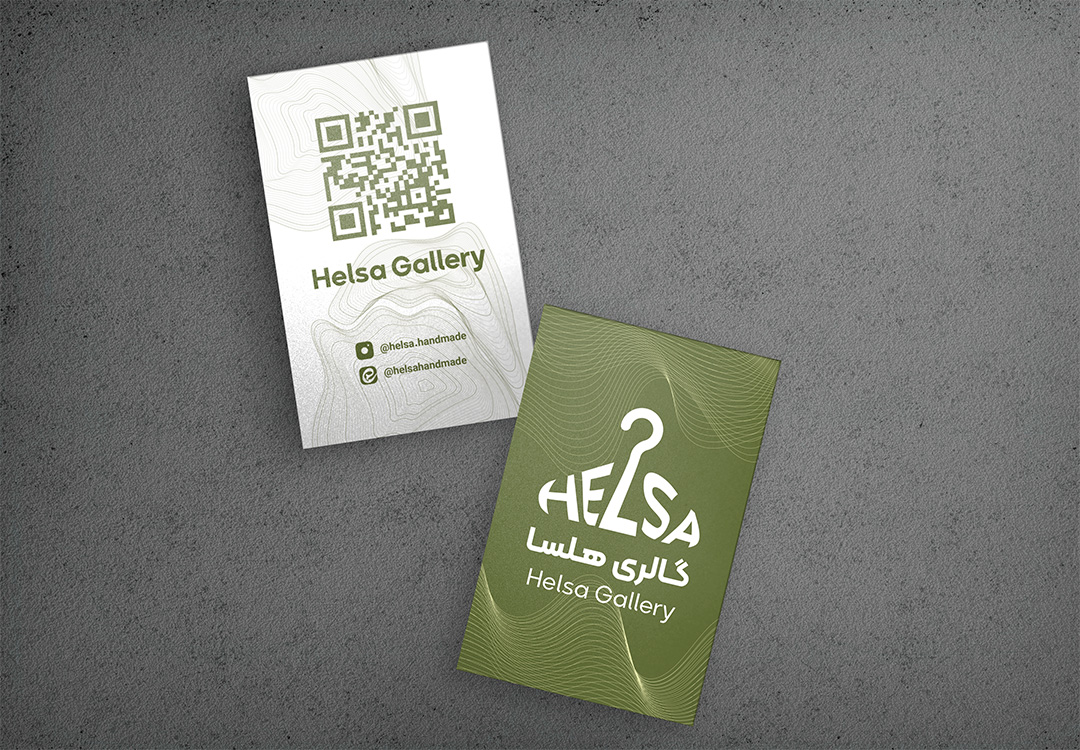 Helsa Gallery
@helsa.handmade
@helsahandmade
HELSA
گالری هلسا
Helsa Gallery